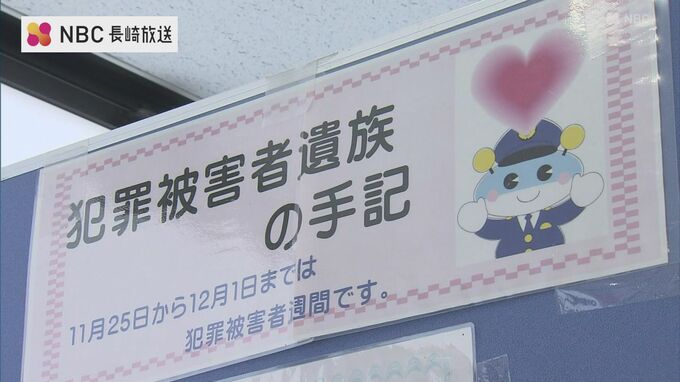 NBC 長崎放送
NBC
犯罪被害者遺族
の手記
11月25日から12月1日までは
犯罪被害者週間です。